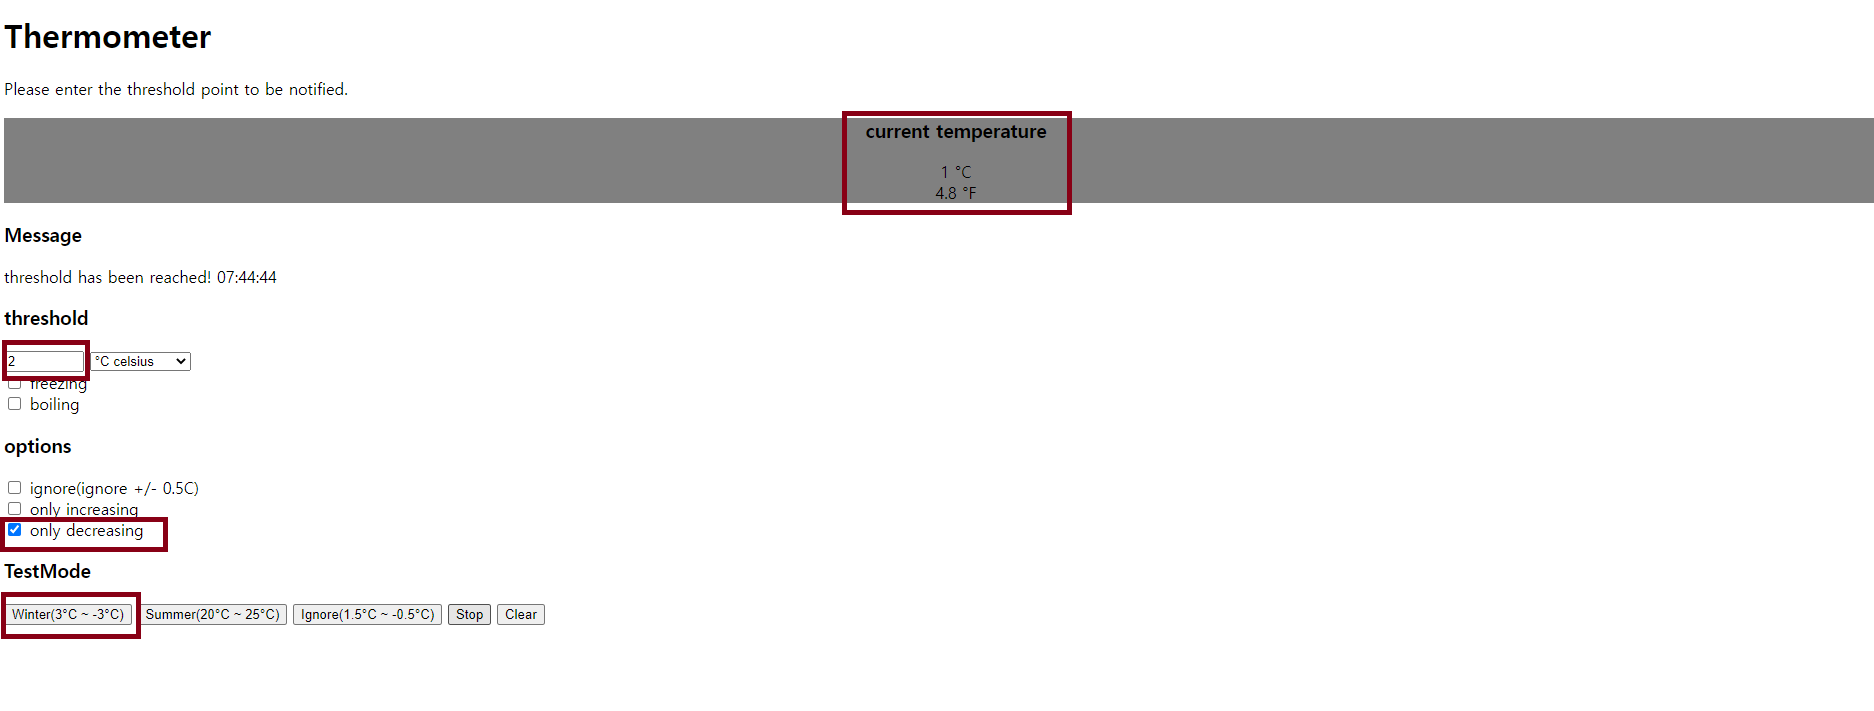 Thermometer
Please enter the threshold point to be notified.
current temperature
1 °C
4.8 °F
Message
threshold has been reached! 07:44:44
threshold
2 °C celsius
freezing
boiling
options
ignore(ignore +/- 0.5C)
only increasing
only decreasing
TestMode
Winter(3°C ~ -3°C) Summer(20°C ~ 25°C) Ignore(1.5°C ~ -0.5°C) Stop Clear